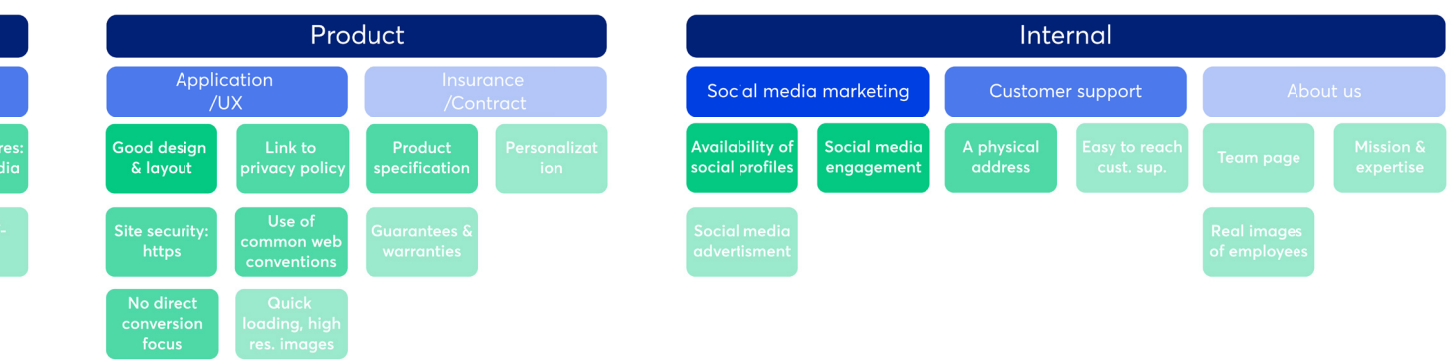 Product
Internal
Application
/UX
Insurance
/Contract
Social media marketing
Customer support
About us
res:
dia
Good design
& layout
Link to
privacy policy
Product
specification
Personalizat
ion
Availability of
social profiles
Social media
engagement
A physical
address
Easy to reach
cust. sup.
Team page
Mission &
expertise
-
Site security:
https
Use of
common web
conventions
Guarantees &
warranties
Social media
advertisment
Real images
of employees
No direct
conversion
focus
Quick
loading, high
res. images